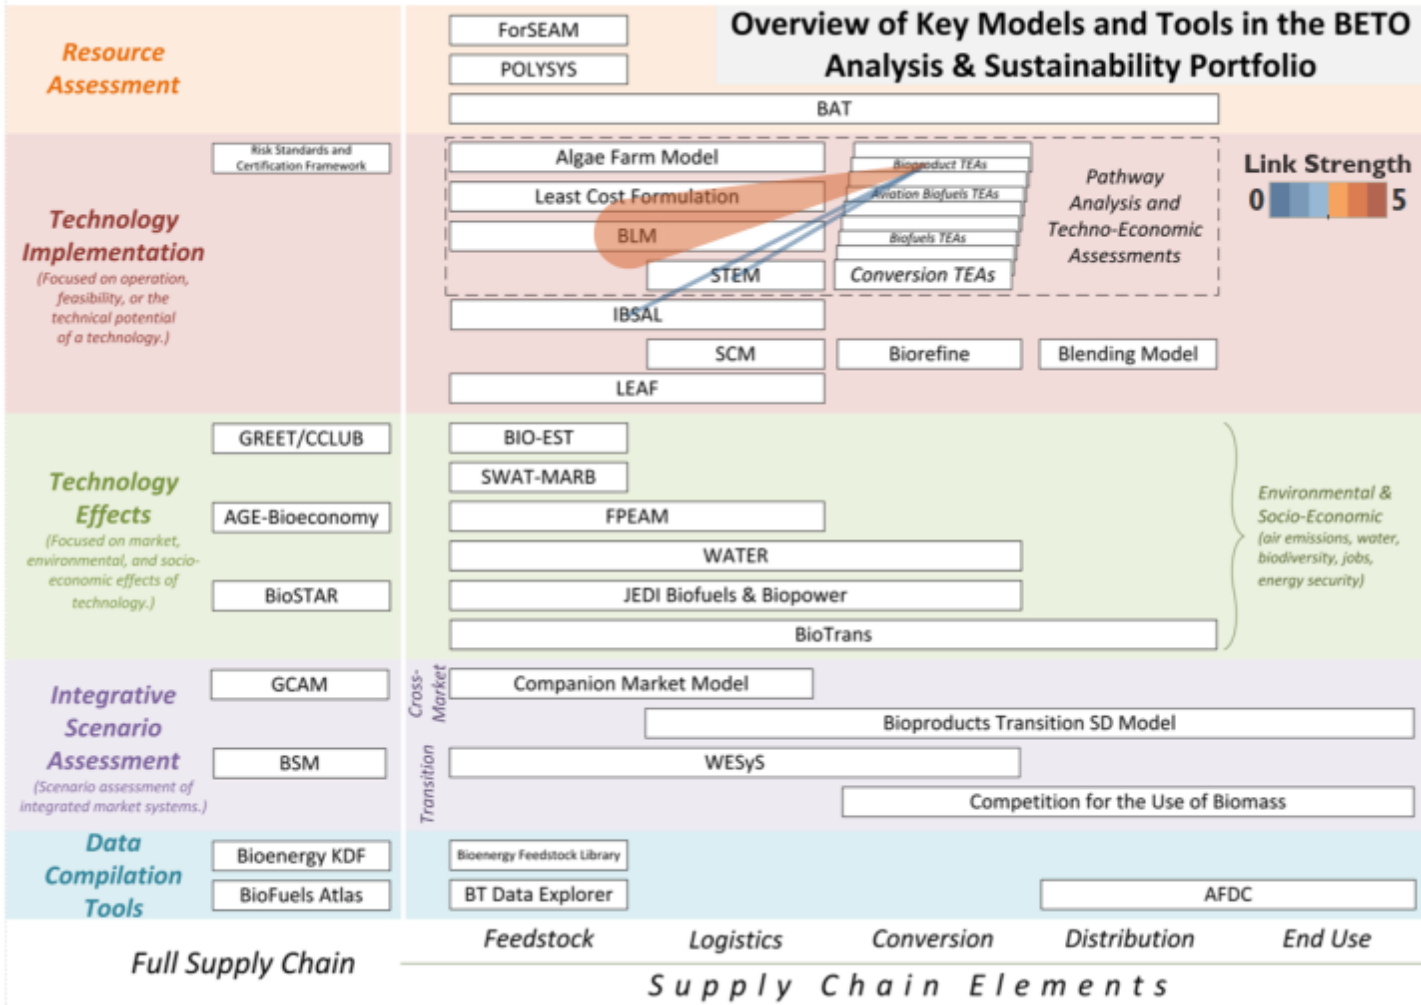 Overview of Key Models and Tools in the BETO
Analysis & Sustainability Portfolio
Resource
Assessment
ForSEAM
POLYSYS
BAT
Technology
Implementation
(Focused on operation,
feasibility, or the
technical potential
of a technology.)
Risk Standards and
Certification Framework
Algae Farm Model
Least Cost Formulation
BLM
STEM
IBSAL
SCM
LEAF
Bioproduct TEAs
Aviation Biofuels TEAs
Biofuels TEAs
Conversion TEAs
Biorefine
Blending Model
Pathway
Analysis and
Techno-Economic
Assessments
Link Strength
0 5
Technology
Effects
(Focused on market,
environmental, and socio-
economic effects of
technology.)
GREET/CCLUB
AGE-Bioeconomy
BioSTAR
BIO-EST
SWAT-MARB
FPEAM
WATER
JEDI Biofuels & Biopower
BioTrans
Environmental &
Socio-Economic
(air emissions, water,
biodiversity, jobs,
energy security)
Integrative
Scenario
Assessment
(Scenario assessment of
integrated market systems.)
GCAM
BSM
Cross-
Market
Transition
Companion Market Model
Bioproducts Transition SD Model
WESyS
Competition for the Use of Biomass
Data
Compilation
Tools
Bioenergy KDF
BioFuels Atlas
Bioenergy Feedstock Library
BT Data Explorer
AFDC
Full Supply Chain
Feedstock
Logistics
Conversion
Distribution
End Use
Supply Chain Elements